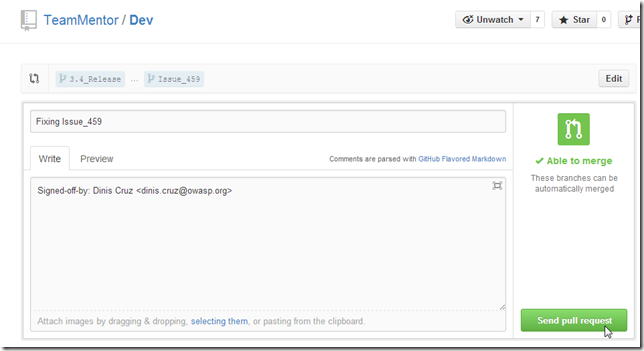 TeamMentor / Dev
Unwatch 7 Star 0
3.4_Release ... Issue_459 Edit
Fixing Issue_459
Write Preview Comments are parsed with GitHub Flavored Markdown
Signed-off-by: Dinis Cruz <dinis.cruz@owasp.org>
Able to merge
These branches can be
automatically merged
Attach images by dragging & dropping, selecting them, or pasting from the clipboard.
Send pull request